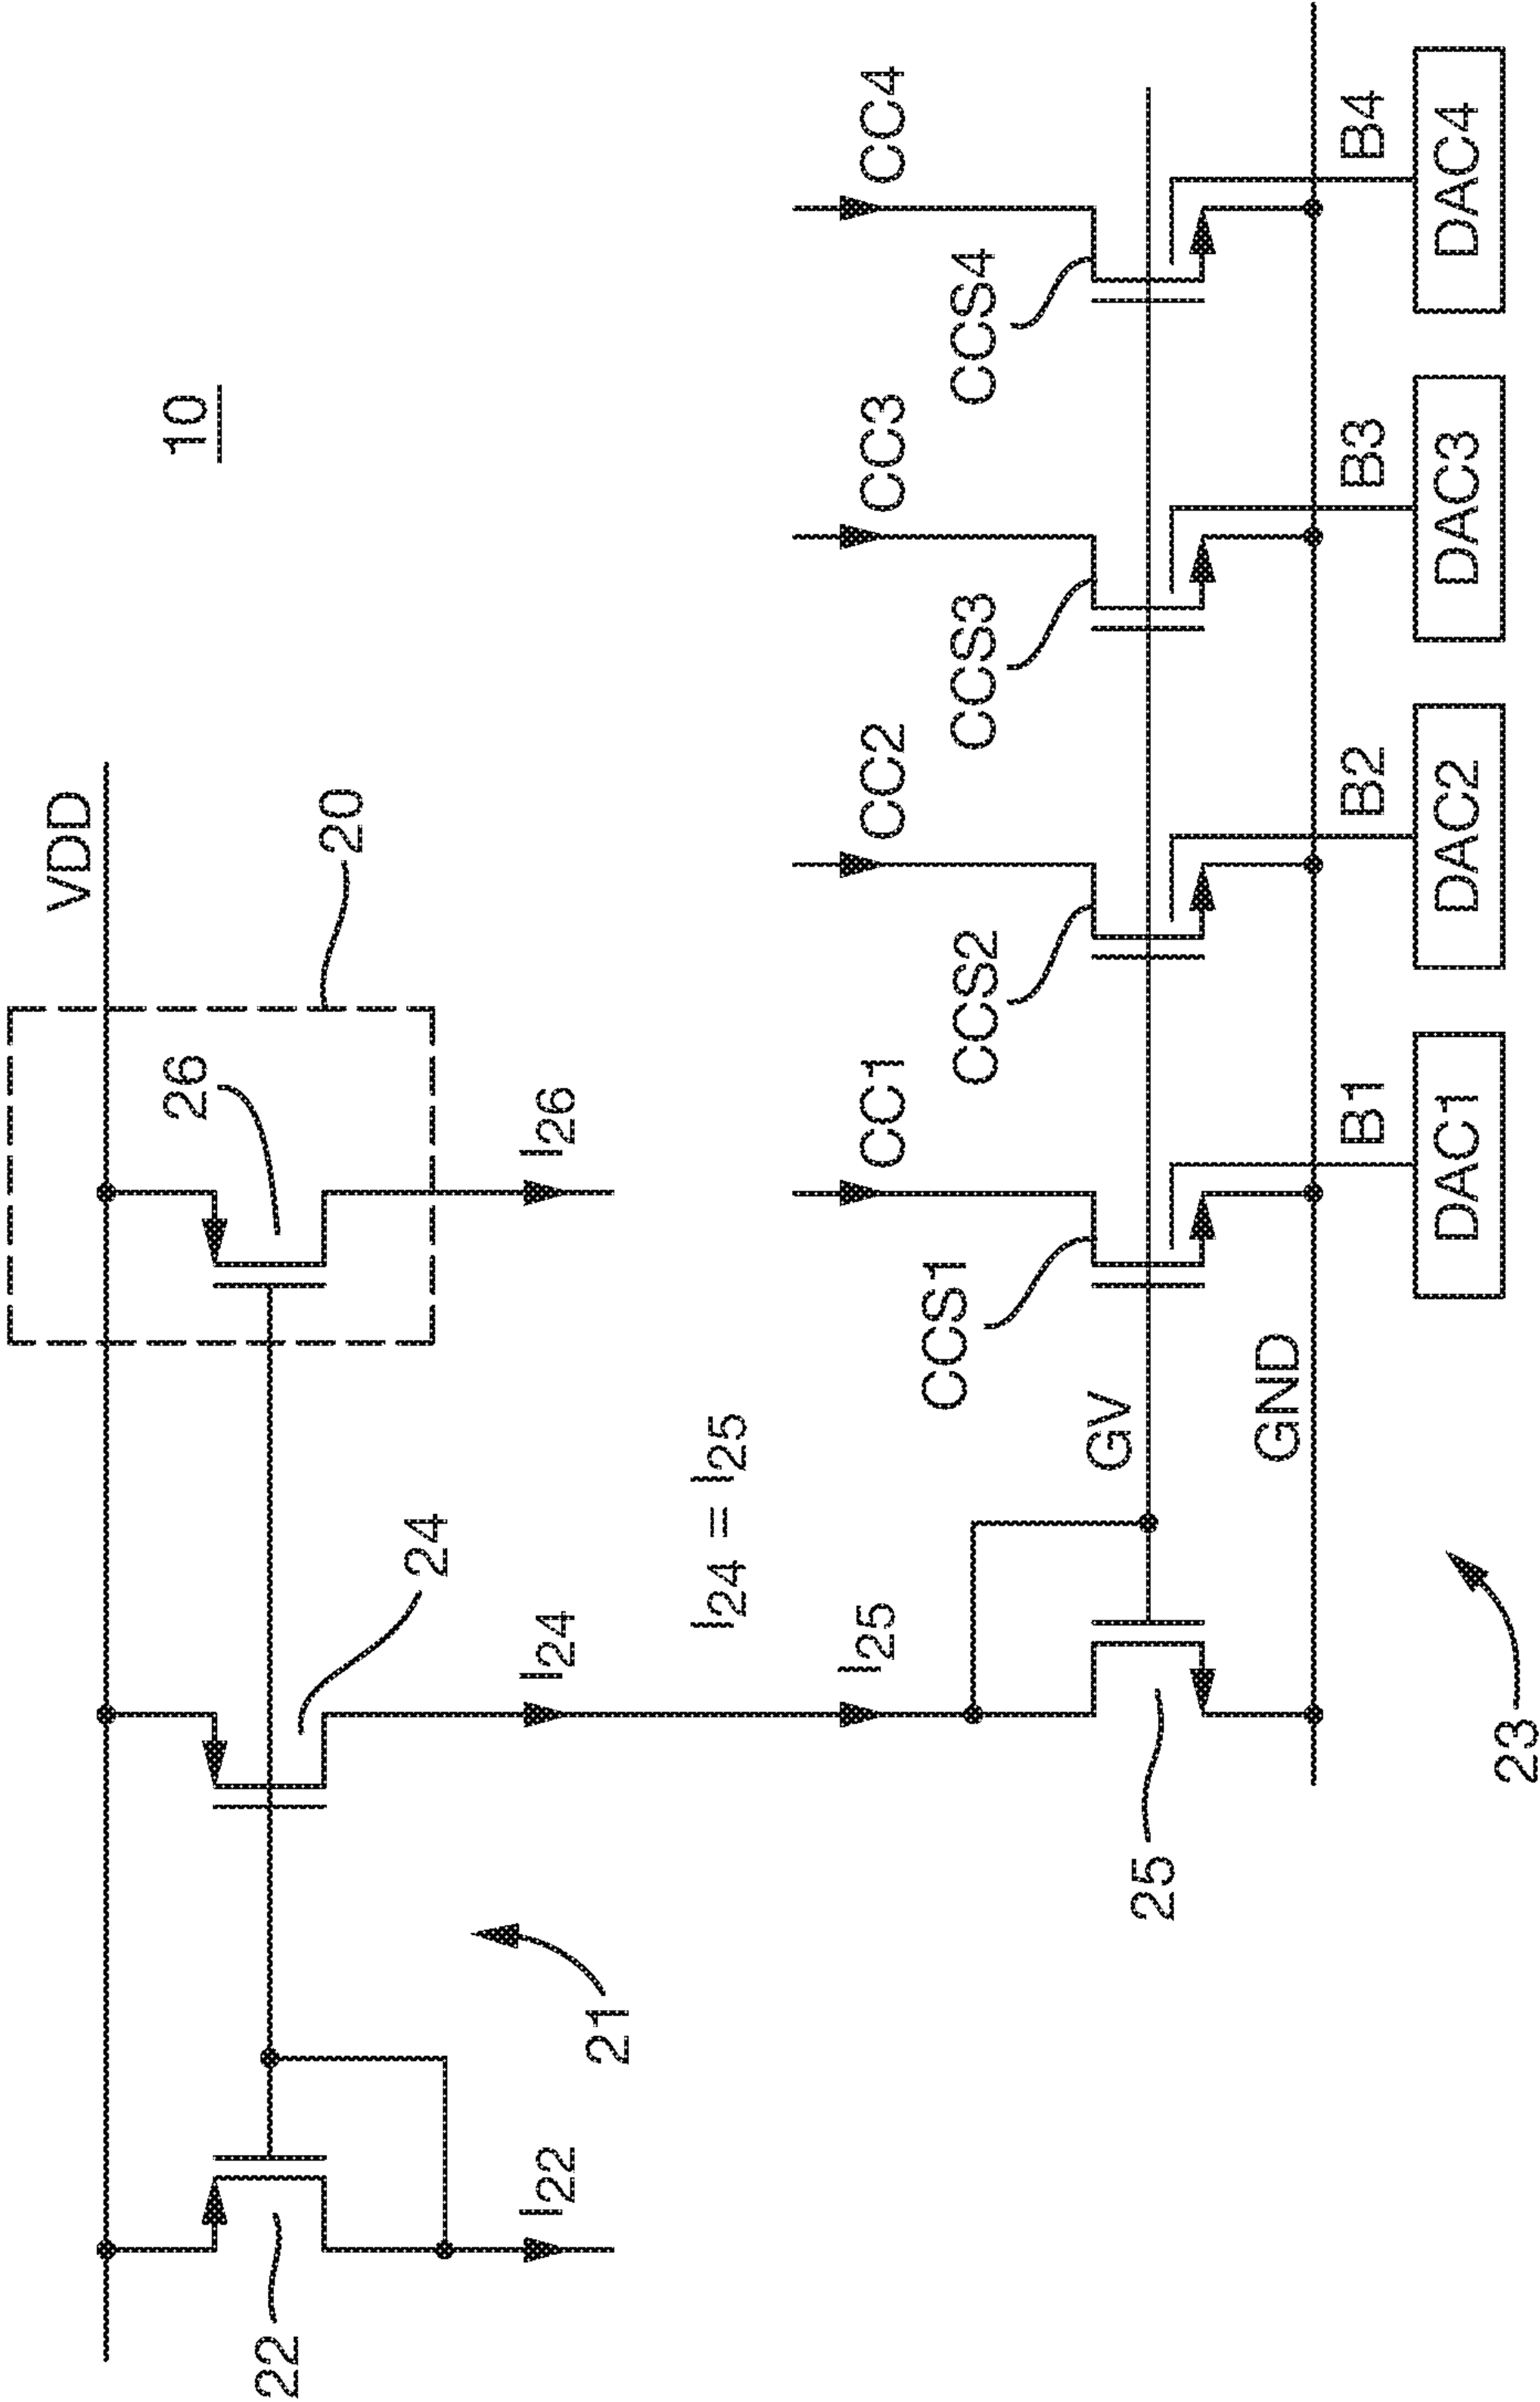 10
VDD
20
26
I26
24
I24
I24 = I25
I25
22
I22
21
CC1
CC2
CC3
CC4
CCS1
CCS2
CCS3
CCS4
GV
GND
25
23
B1
B2
B3
B4
DAC1
DAC2
DAC3
DAC4